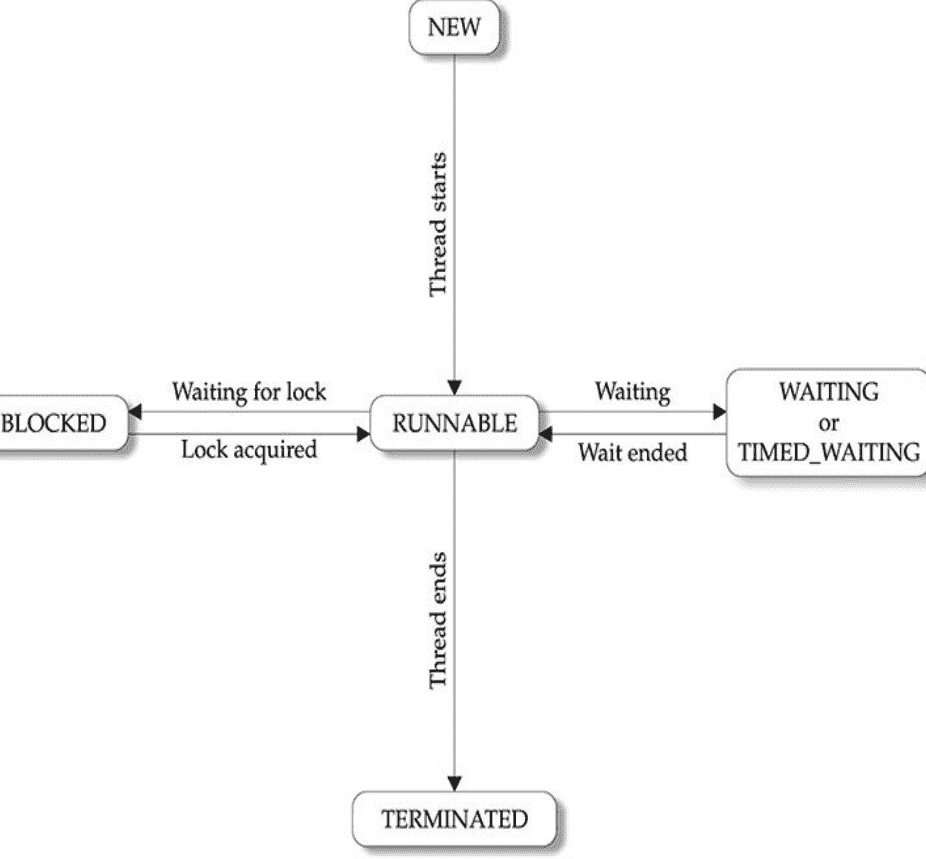 NEW
Thread starts
Waiting for lock
Waiting
WAITING
or
TIMED_WAITING
BLOCKED
RUNNABLE
Lock acquired
Wait ended
Thread ends
TERMINATED